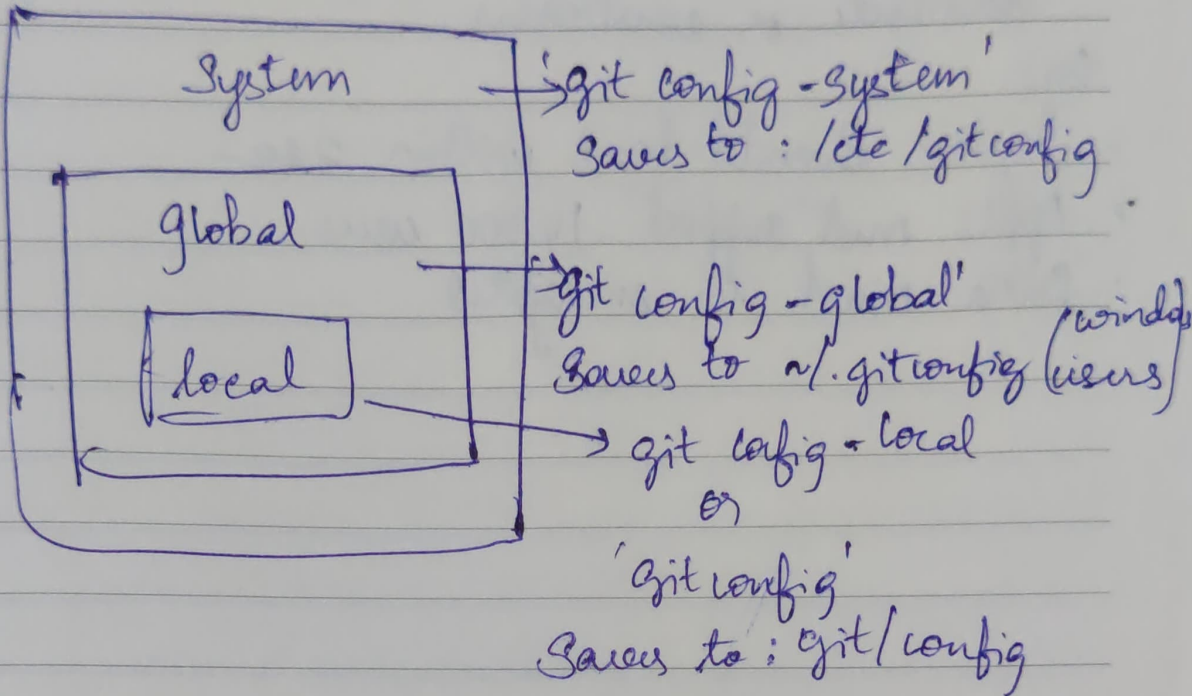 System
'git config - System'
Saves to : /etc/gitconfig
global
'git config - global'
Saves to ~/.gitconfig (windows users)
local
git config - local
or
'git config'
Saves to : git/config